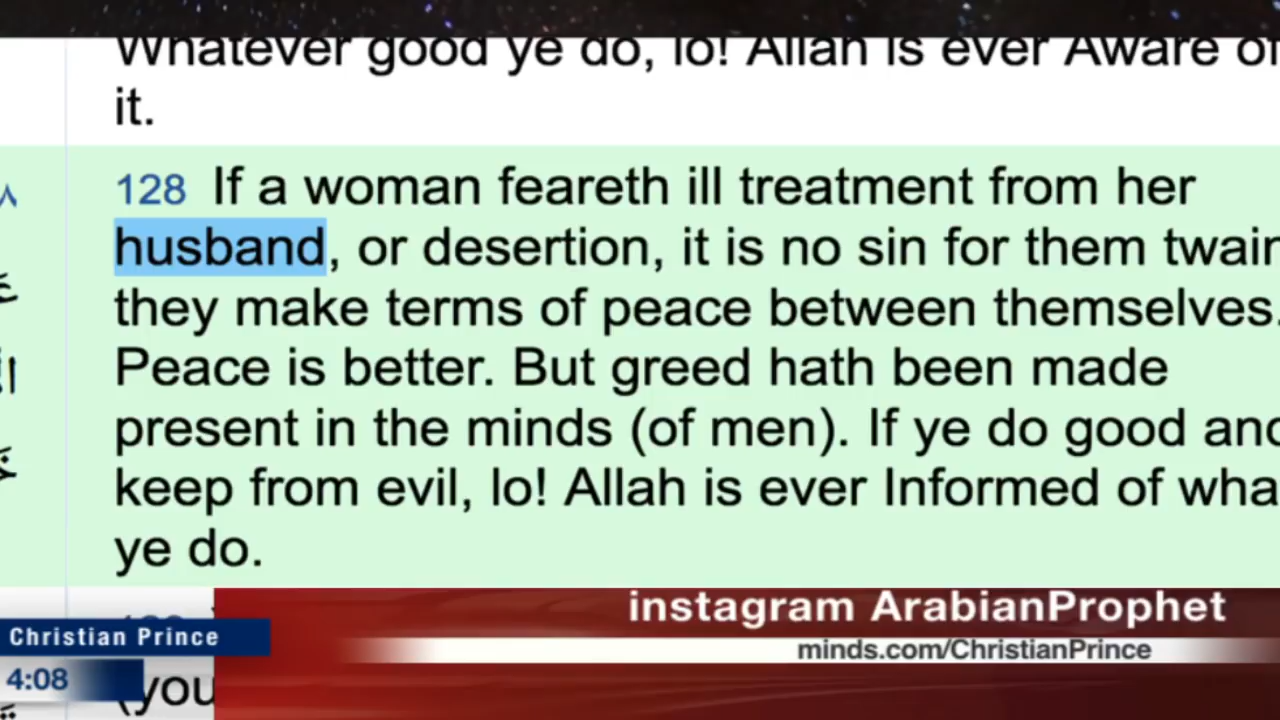 Whatever good ye do, lo! Allah is ever Aware of
it.
128 If a woman feareth ill treatment from her
husband, or desertion, it is no sin for them twain
they make terms of peace between themselves.
Peace is better. But greed hath been made
present in the minds (of men). If ye do good and
keep from evil, lo! Allah is ever Informed of wha
ye do.
instagram ArabianProphet
Christian Prince
minds.com/ChristianPrince
4:08
(you